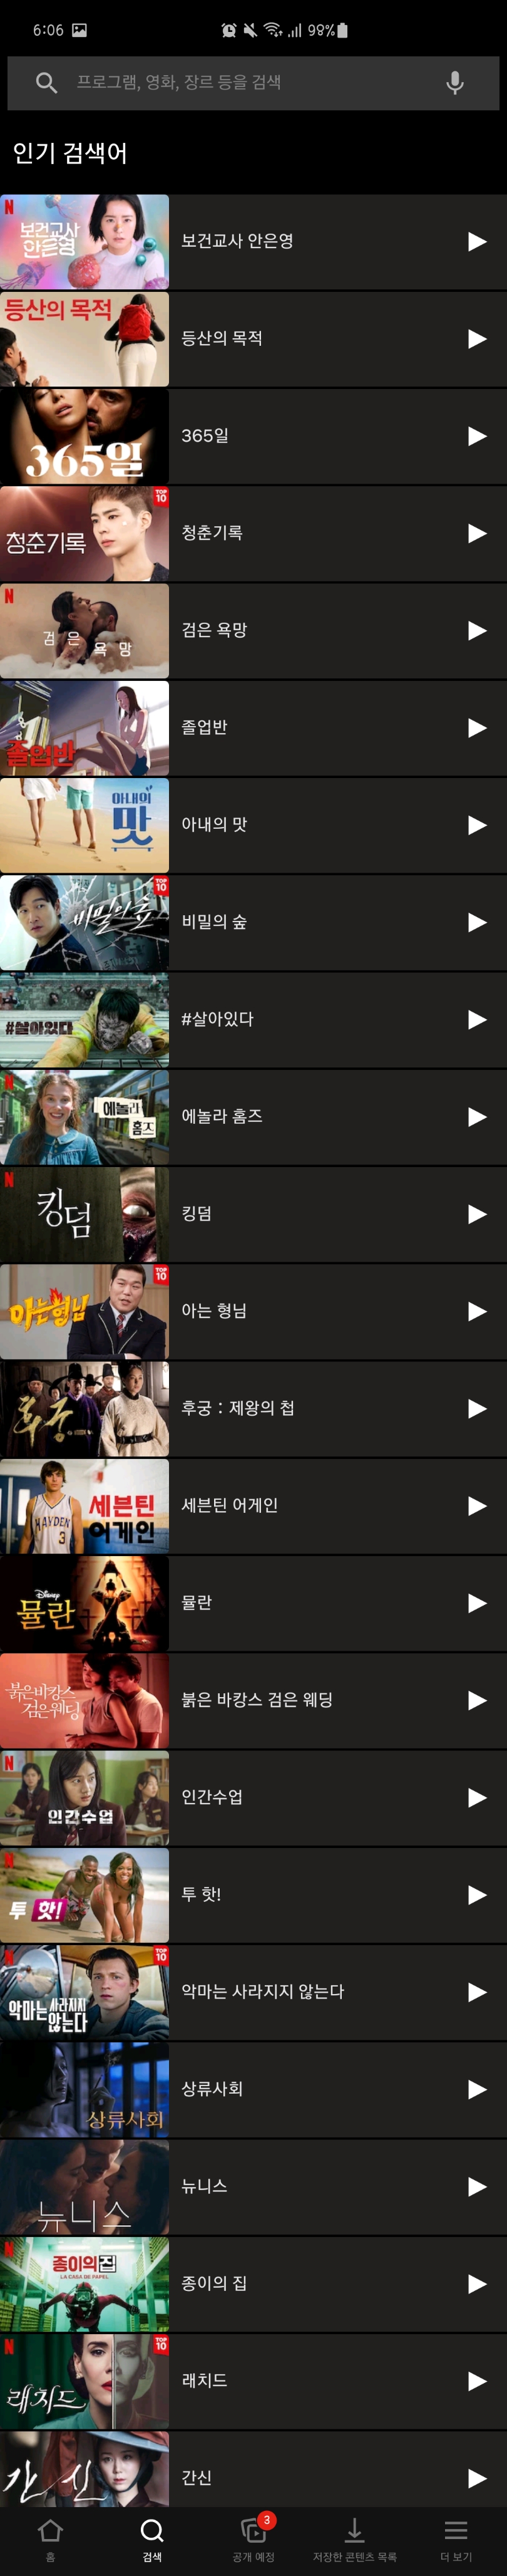 6:06 98%
프로그램, 영화, 장르 등을 검색
인기 검색어
N
보건교사
안은영
보건교사 안은영
등산의 목적
등산의 목적
365일
365일
TOP
10
청춘기록
청춘기록
N
검은
욕망
검은 욕망
졸업반
졸업반
아내의
맛
아내의 맛
TOP
10
비밀의 숲
비밀의 숲
#살아있다
#살아있다
N
에놀라
홈즈
에놀라 홈즈
N
킹덤
킹덤
TOP
10
아는형님
아는 형님
후궁
후궁 : 제왕의 첩
HAYDEN
3
세븐틴
어게인
세븐틴 어게인
Disney
뮬란
뮬란
붉은바캉스
검은웨딩
붉은 바캉스 검은 웨딩
N
인간수업
인간수업
N
투 핫!
투 핫!
N
TOP
10
악마는 사라지지
않는다
악마는 사라지지 않는다
상류사회
상류사회
뉴니스
뉴니스
N
종이의집
LA CASA DE PAPEL
종이의 집
N
TOP
10
래치드
래치드
간신
간신
3
홈 검색 공개 예정 저장한 콘텐츠 목록 더 보기